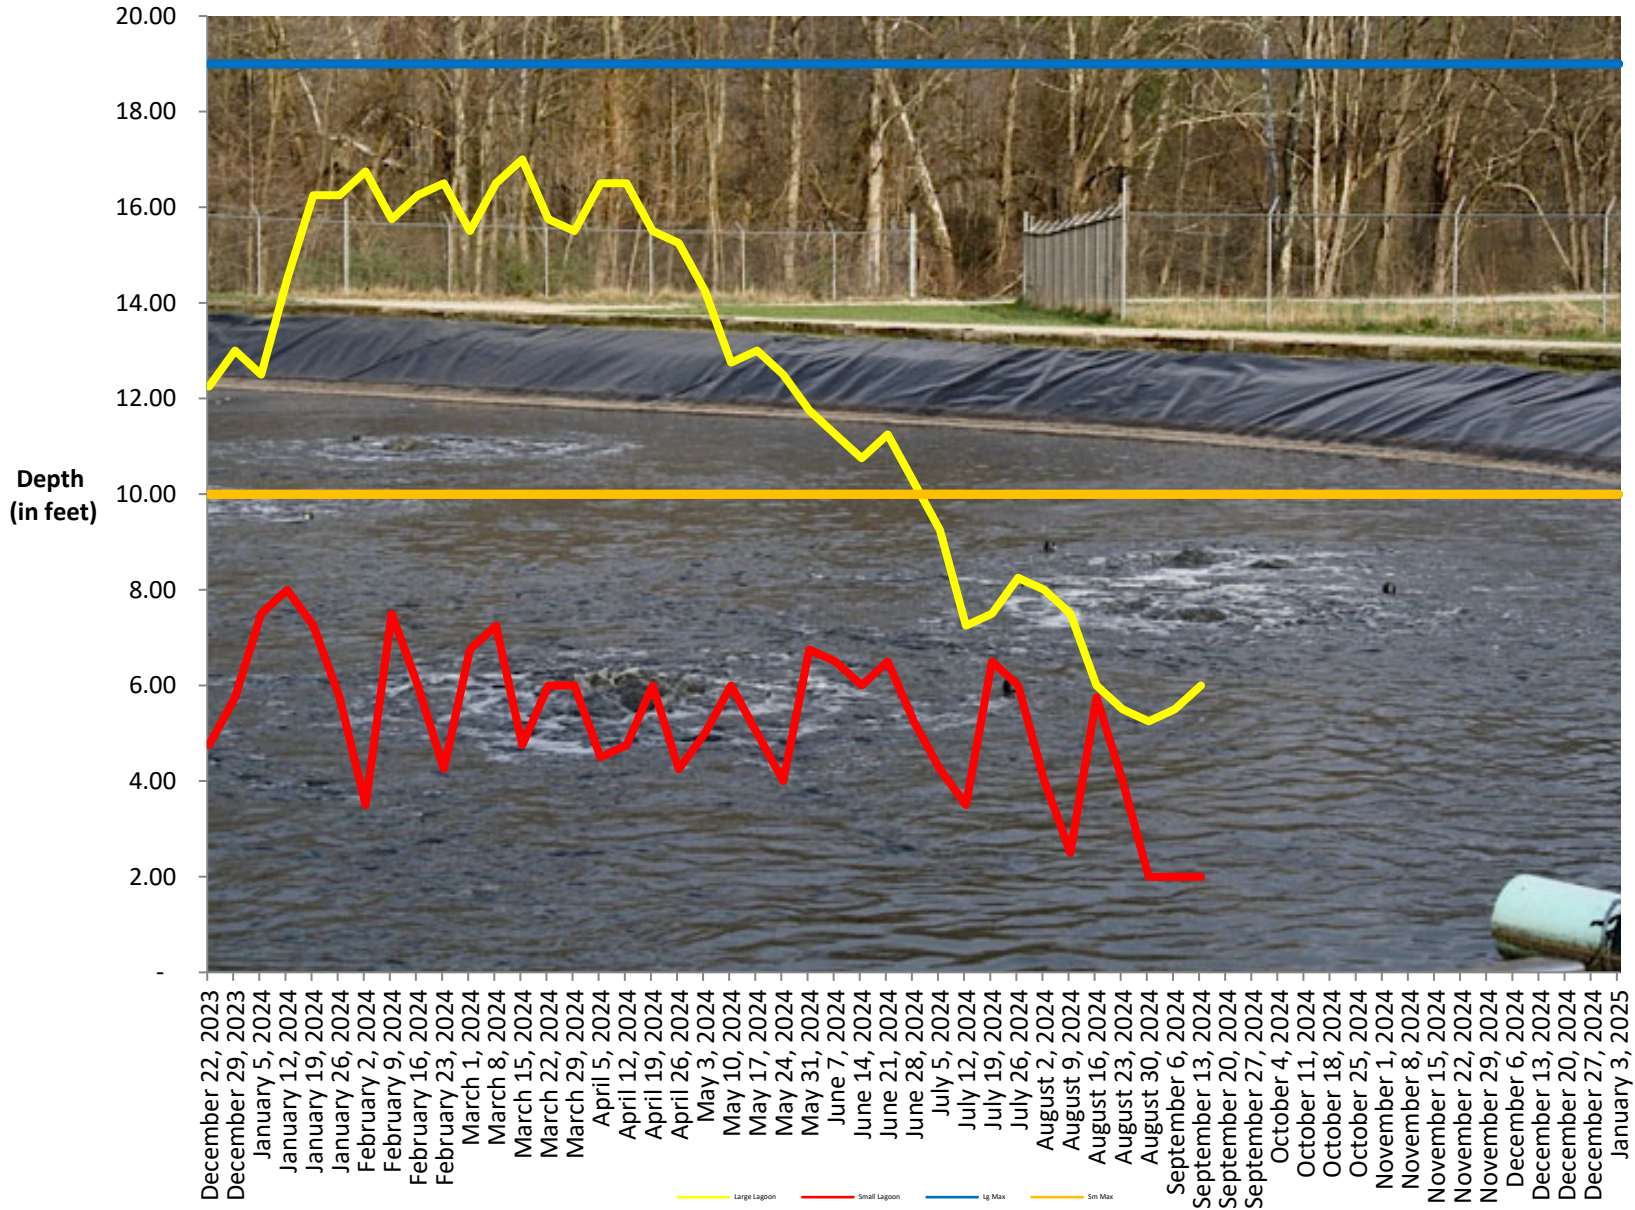 20.00
18.00
16.00
14.00
12.00
10.00
8.00
6.00
4.00
2.00
-
Depth
(in feet)
December 22, 2023
December 29, 2023
January 5, 2024
January 12, 2024
January 19, 2024
January 26, 2024
February 2, 2024
February 9, 2024
February 16, 2024
February 23, 2024
March 1, 2024
March 8, 2024
March 15, 2024
March 22, 2024
March 29, 2024
April 5, 2024
April 12, 2024
April 19, 2024
April 26, 2024
May 3, 2024
May 10, 2024
May 17, 2024
May 24, 2024
May 31, 2024
June 7, 2024
June 14, 2024
June 21, 2024
June 28, 2024
July 5, 2024
July 12, 2024
July 19, 2024
July 26, 2024
August 2, 2024
August 9, 2024
August 16, 2024
August 23, 2024
August 30, 2024
September 6, 2024
September 13, 2024
September 20, 2024
September 27, 2024
October 4, 2024
October 11, 2024
October 18, 2024
October 25, 2024
November 1, 2024
November 8, 2024
November 15, 2024
November 22, 2024
November 29, 2024
December 6, 2024
December 13, 2024
December 20, 2024
December 27, 2024
January 3, 2025
Large Lagoon
Small Lagoon
Lg Max
Sm Max